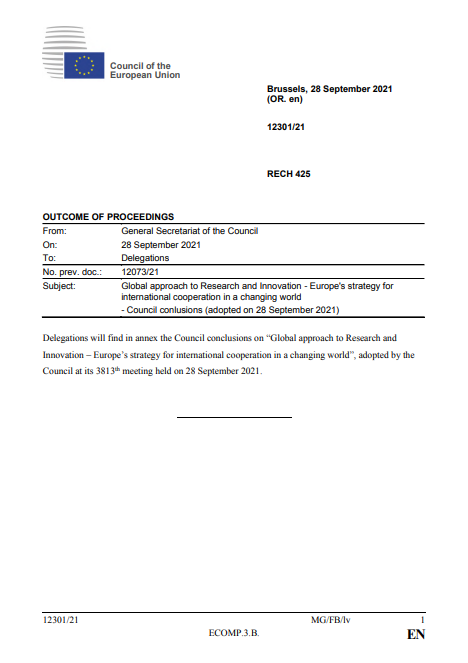 Council of the
European Union
Brussels, 28 September 2021
(OR. en)
12301/21
RECH 425
OUTCOME OF PROCEEDINGS
From: General Secretariat of the Council
On: 28 September 2021
To: Delegations
No. prev. doc.: 12073/21
Subject: Global approach to Research and Innovation - Europe's strategy for
international cooperation in a changing world
- Council conlusions (adopted on 28 September 2021)
Delegations will find in annex the Council conclusions on “Global approach to Research and
Innovation – Europe’s strategy for international cooperation in a changing world”, adopted by the
Council at its 3813th meeting held on 28 September 2021.
12301/21 MG/FB/lv 1
ECOMP.3.B. EN